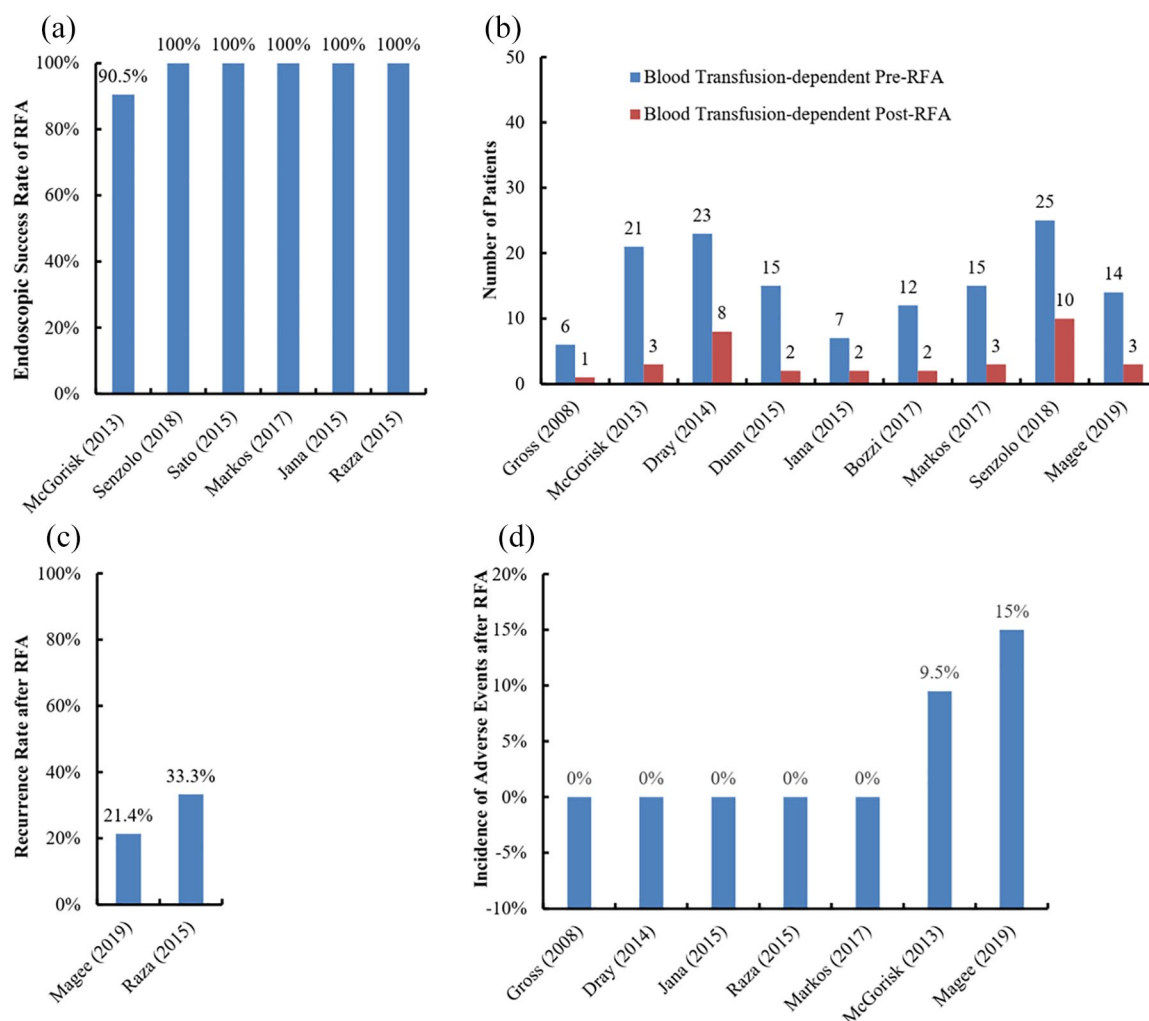 (a)
Endoscopic Success Rate of RFA
100%
80%
60%
40%
20%
0%
90.5%
100%
100%
100%
100%
100%
McGorisk (2013)
Senzolo (2018)
Sato (2015)
Markos (2017)
Jana (2015)
Raza (2015)
(b)
Number of Patients
50
40
30
20
10
0
Blood Transfusion-dependent Pre-RFA
Blood Transfusion-dependent Post-RFA
6
1
21
3
23
8
15
2
7
2
12
2
15
3
25
10
14
3
Gross (2008)
McGorisk (2013)
Dray (2014)
Dunn (2015)
Jana (2015)
Bozzi (2017)
Markos (2017)
Senzolo (2018)
Magee (2019)
(c)
Recurrence Rate after RFA
100%
80%
60%
40%
20%
0%
21.4%
33.3%
Magee (2019)
Raza (2015)
(d)
Incidence of Adverse Events after RFA
20%
15%
10%
5%
0%
-5%
-10%
0%
0%
0%
0%
0%
9.5%
15%
Gross (2008)
Dray (2014)
Jana (2015)
Raza (2015)
Markos (2017)
McGorisk (2013)
Magee (2019)